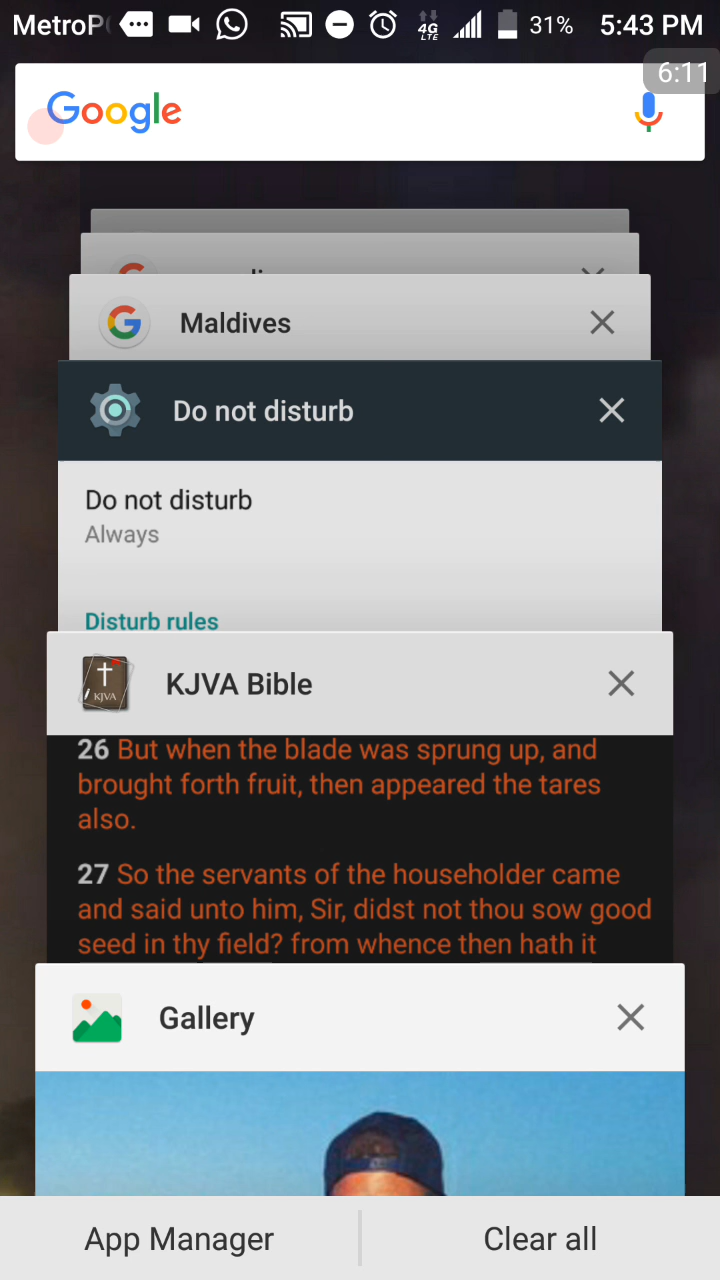 MetroP
4G
LTE
31%
5:43 PM
6:11
Google
Maldives
Do not disturb
Do not disturb
Always
Disturb rules
KJVA
KJVA Bible
26 But when the blade was sprung up, and
brought forth fruit, then appeared the tares
also.
27 So the servants of the householder came
and said unto him, Sir, didst not thou sow good
seed in thy field? from whence then hath it
Gallery
App Manager
Clear all